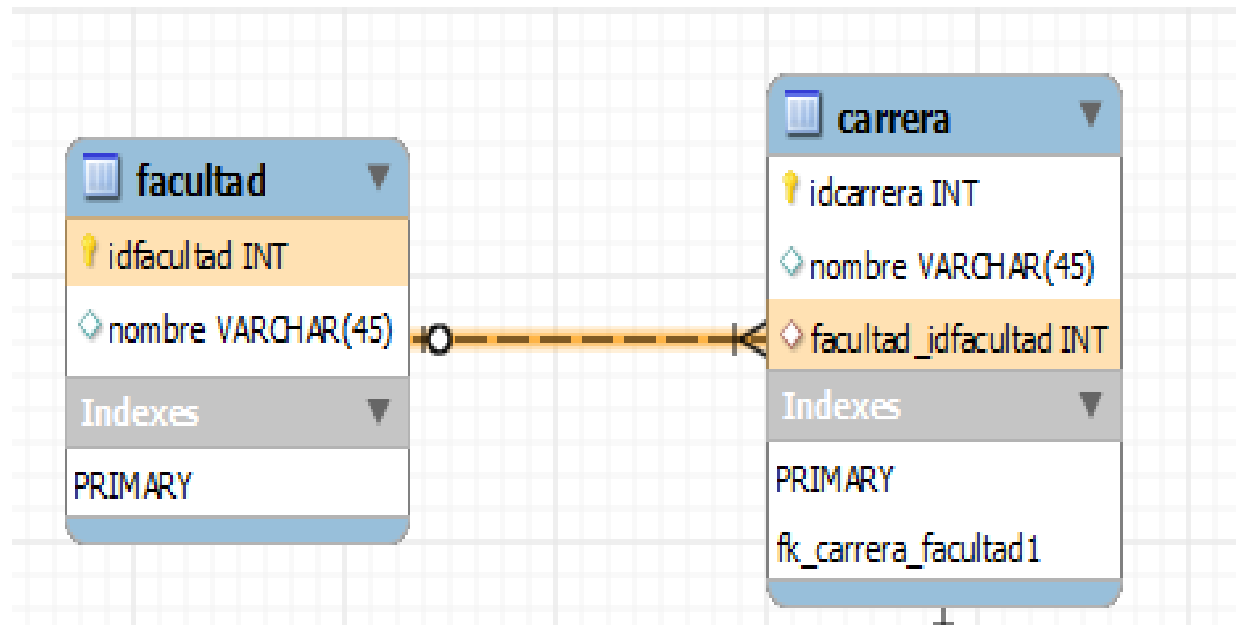 facultad
idfacultad INT
nombre VARCHAR(45)
Indexes
PRIMARY
carrera
idcarrera INT
nombre VARCHAR(45)
facultad_idfacultad INT
Indexes
PRIMARY
fk_carrera_facultad1